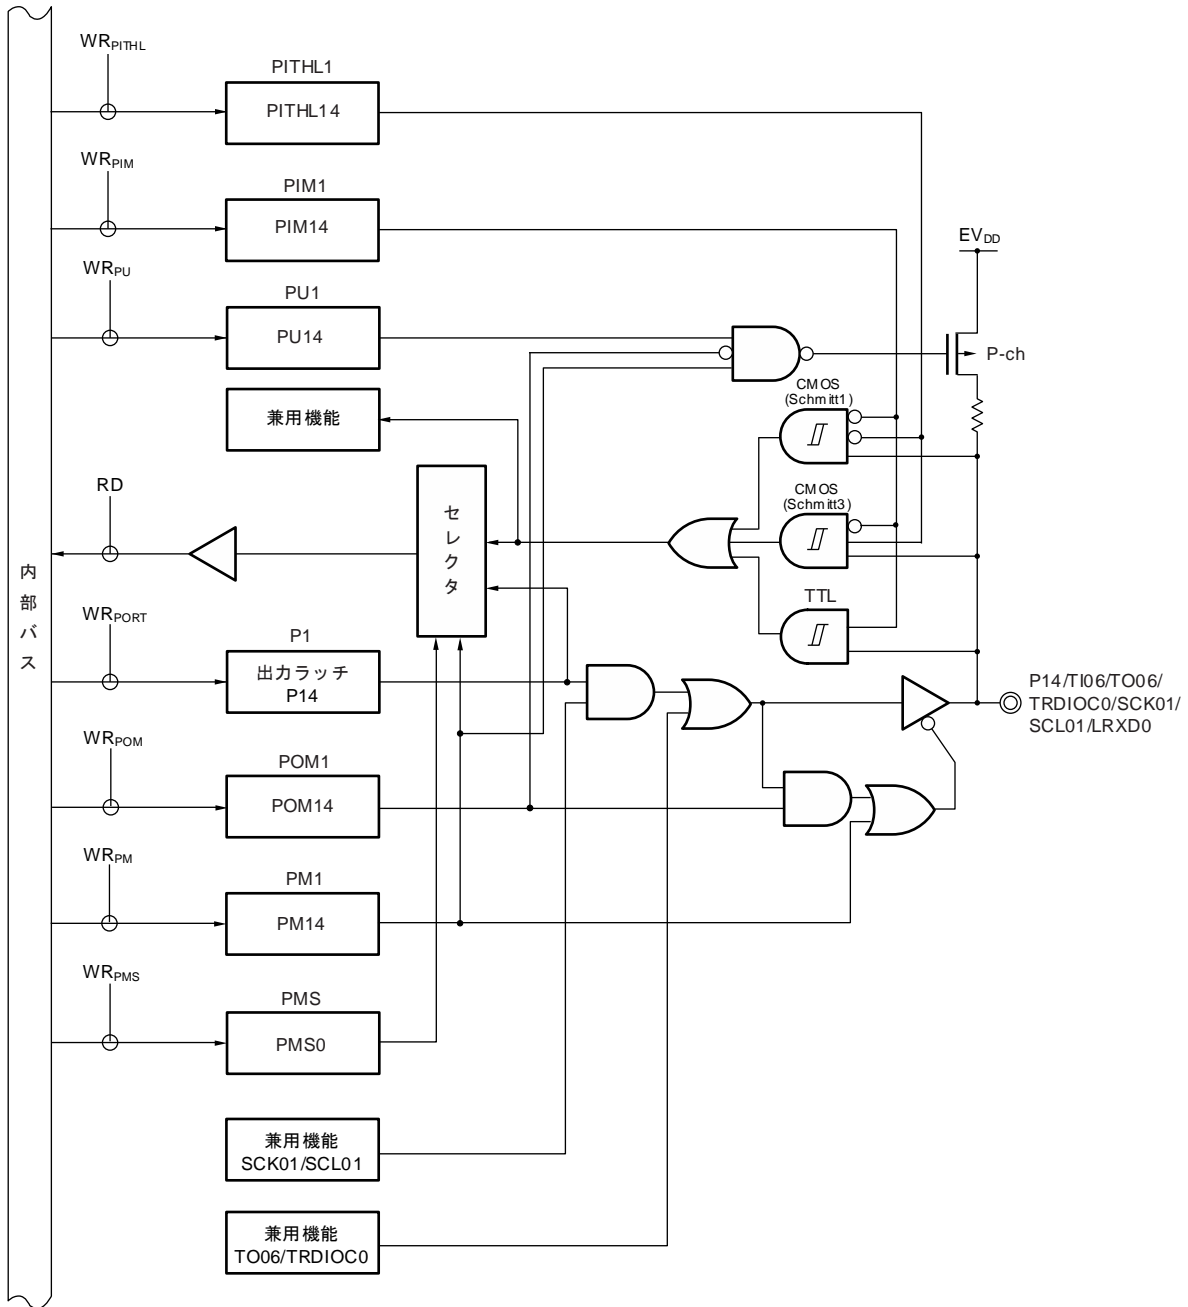 WRPITHL
PITHL1
PITHL14
WRPIM
PIM1
PIM14
EVDD
WRPU
PU1
PU14
P-ch
CMOS
(Schmitt1)
兼用機能
RD
セレクタ
CMOS
(Schmitt3)
内部バス
TTL
WRPORT
P1
出力ラッチ
P14
P14/TI06/TO06/
TRDIOC0/SCK01/
SCL01/LRXD0
WRPOM
POM1
POM14
WRPM
PM1
PM14
WRPMS
PMS
PMS0
兼用機能
SCK01/SCL01
兼用機能
TO06/TRDIOC0